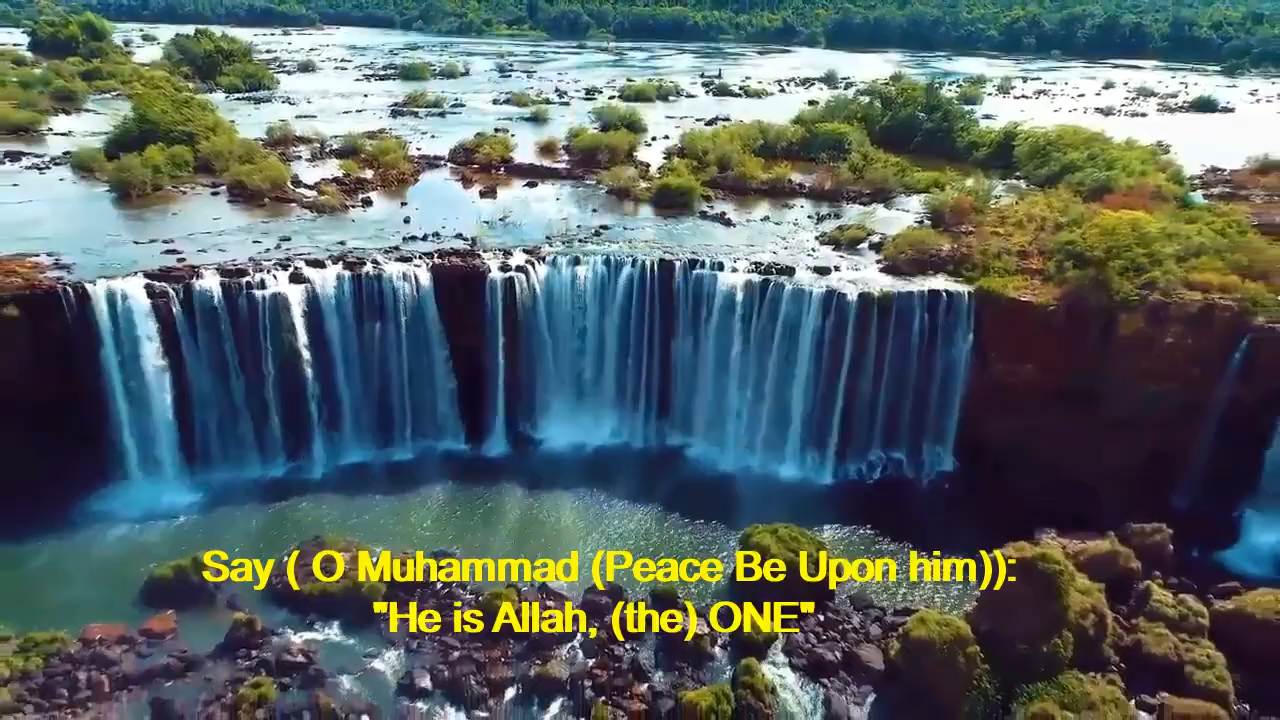 Say ( O Muhammad (Peace Be Upon him)):
"He is Allah, (the) ONE"